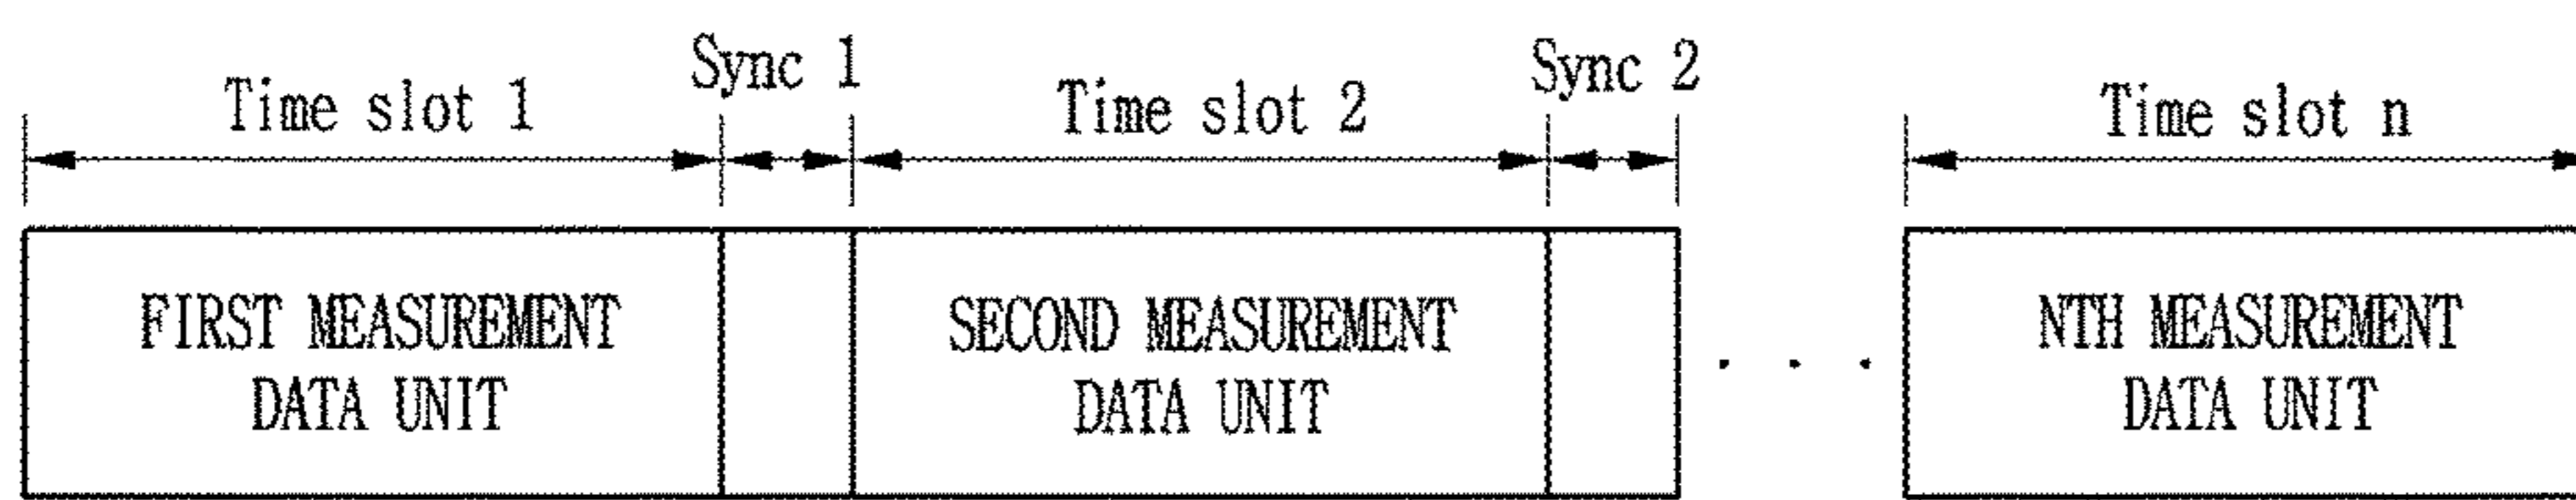 Time slot 1
Sync 1
Time slot 2
Sync 2
Time slot n
FIRST MEASUREMENT
DATA UNIT
SECOND MEASUREMENT
DATA UNIT
. . .
NTH MEASUREMENT
DATA UNIT